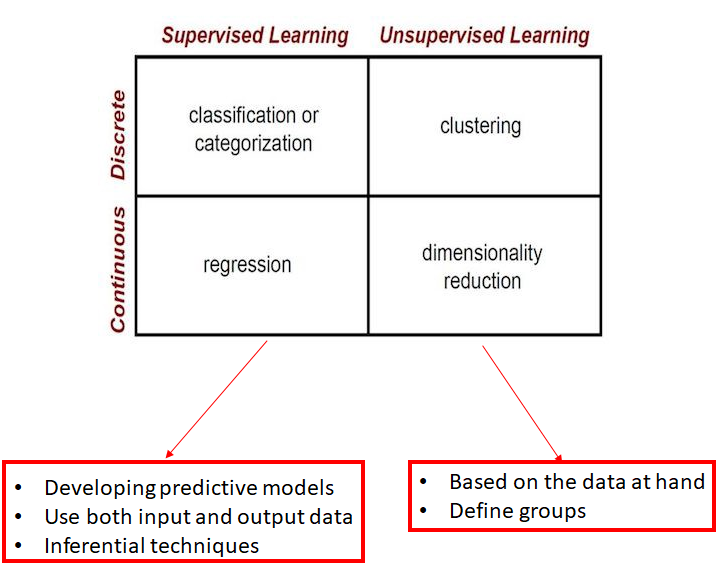 Supervised Learning Unsupervised Learning
Discrete
classification or
categorization
clustering
Continuous
regression
dimensionality
reduction
• Developing predictive models
• Use both input and output data
• Inferential techniques
• Based on the data at hand
• Define groups